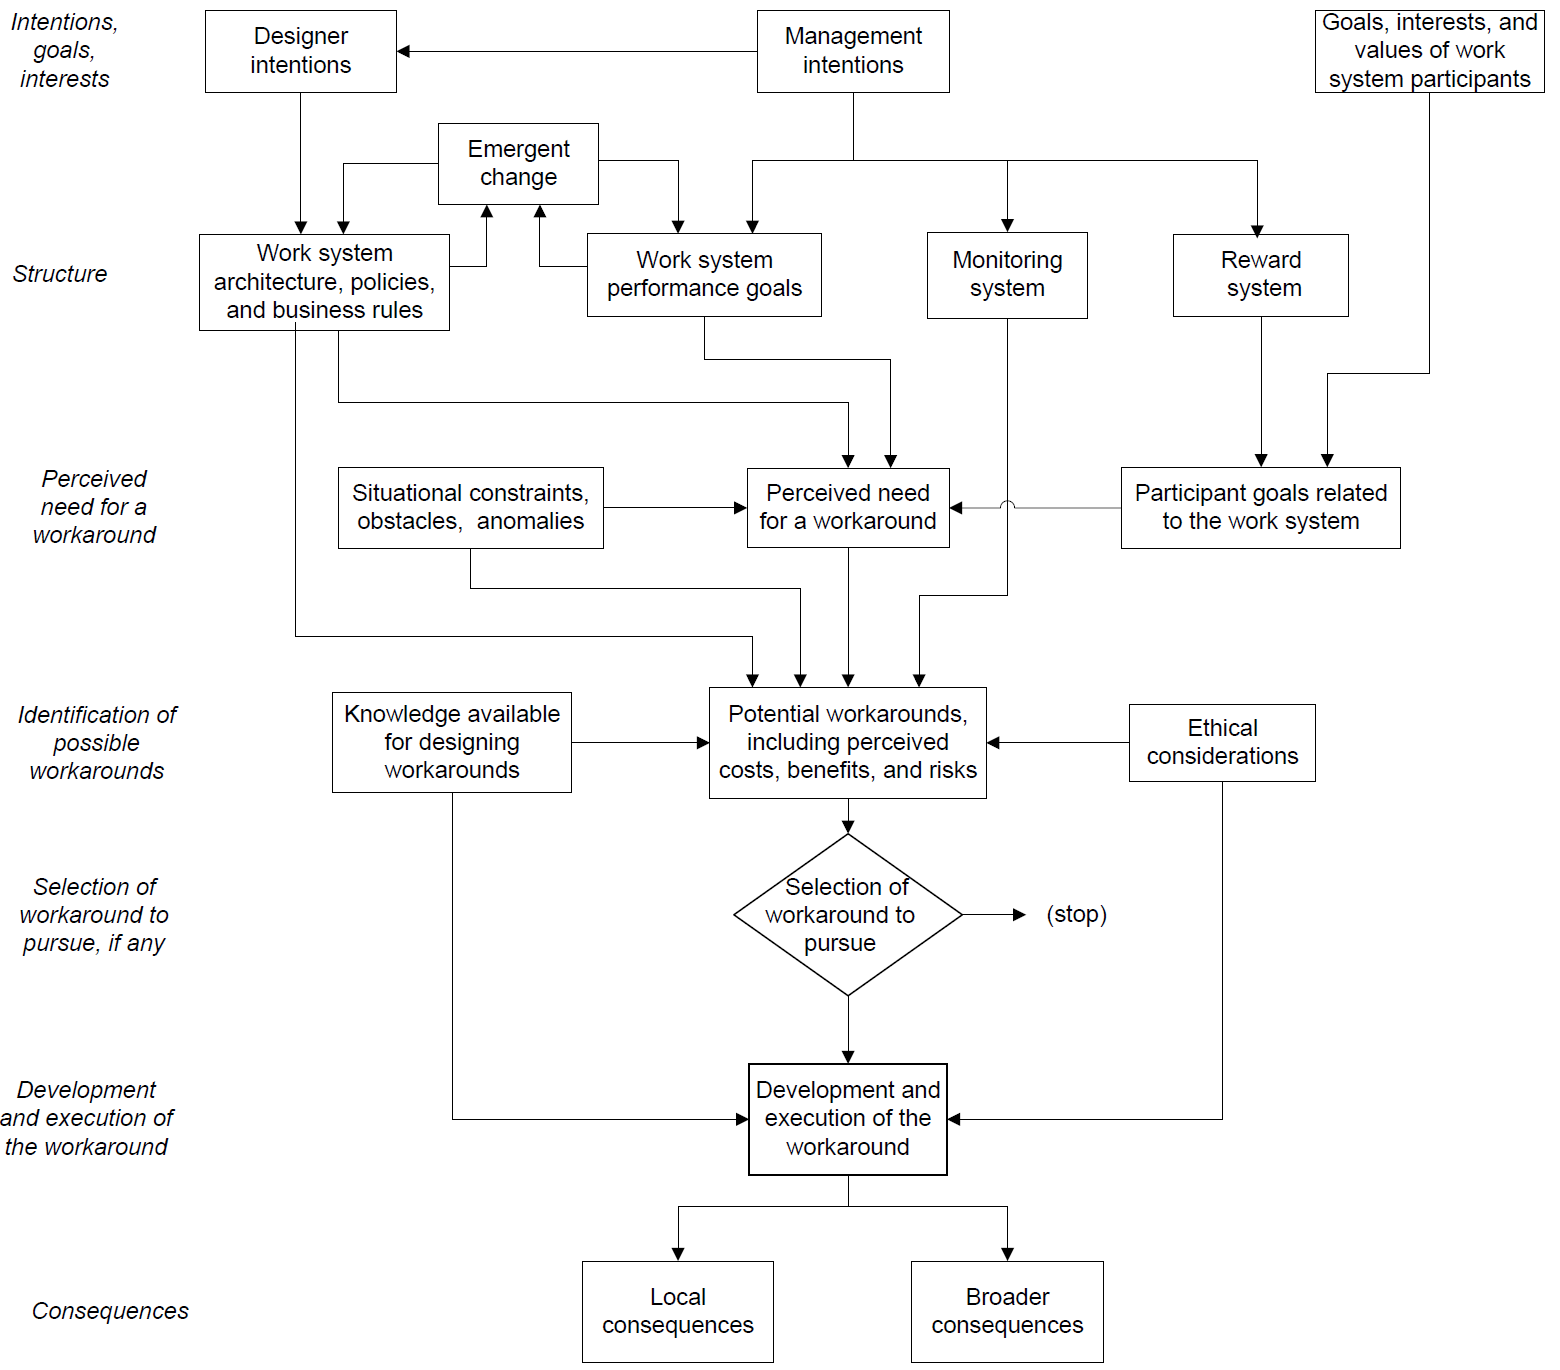 Intentions,
goals,
interests
Designer
intentions
Management
intentions
Goals, interests, and
values of work
system participants
Emergent
change
Structure
Work system
architecture, policies,
and business rules
Work system
performance goals
Monitoring
system
Reward
system
Perceived
need for a
workaround
Situational constraints,
obstacles, anomalies
Perceived need
for a workaround
Participant goals related
to the work system
Identification of
possible
workarounds
Knowledge available
for designing
workarounds
Potential workarounds,
including perceived
costs, benefits, and risks
Ethical
considerations
Selection of
workaround to
pursue, if any
Selection of
workaround to
pursue
(stop)
Development
and execution of
the workaround
Development and
execution of the
workaround
Consequences
Local
consequences
Broader
consequences